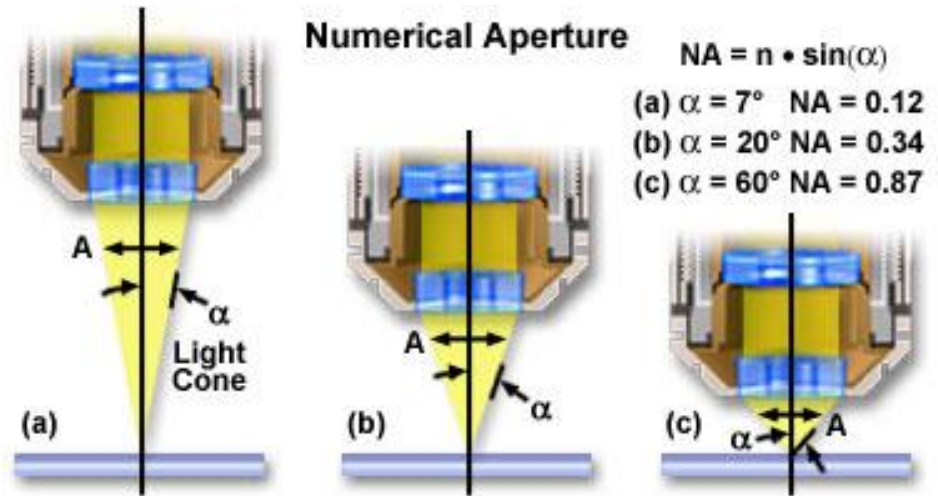 Numerical Aperture
NA = n • sin(α)
(a) α = 7° NA = 0.12
(b) α = 20° NA = 0.34
(c) α = 60° NA = 0.87
A
α
Light
Cone
(a)
A
α
(b)
A
α
(c)